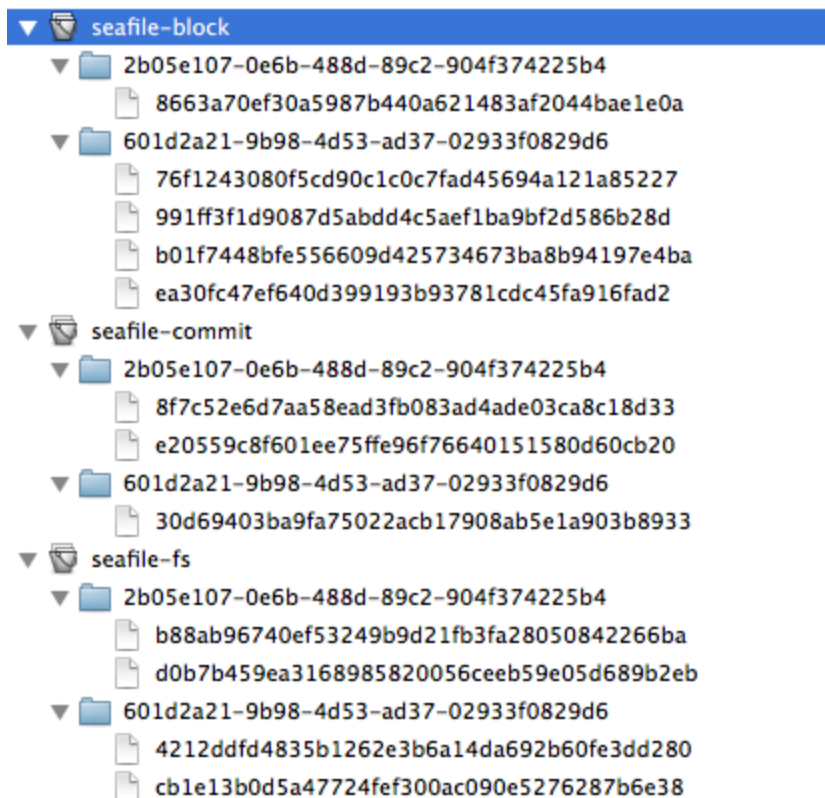 seafile-block
2b05e107-0e6b-488d-89c2-904f374225b4
8663a70ef30a5987b440a621483af2044bae1e0a
601d2a21-9b98-4d53-ad37-02933f0829d6
76f1243080f5cd90c1c0c7fad45694a121a85227
991ff3f1d9087d5abdd4c5aef1ba9bf2d586b28d
b01f7448bfe556609d425734673ba8b94197e4ba
ea30fc47ef640d399193b93781cdc45fa916fad2
seafile-commit
2b05e107-0e6b-488d-89c2-904f374225b4
8f7c52e6d7aa58ead3fb083ad4ade03ca8c18d33
e20559c8f601ee75ffe96f76640151580d60cb20
601d2a21-9b98-4d53-ad37-02933f0829d6
30d69403ba9fa75022acb17908ab5e1a903b8933
seafile-fs
2b05e107-0e6b-488d-89c2-904f374225b4
b88ab96740ef53249b9d21fb3fa28050842266ba
d0b7b459ea3168985820056ceeb59e05d689b2eb
601d2a21-9b98-4d53-ad37-02933f0829d6
4212ddfd4835b1262e3b6a14da692b60fe3dd280
cb1e13b0d5a47724fef300ac090e5276287b6e38